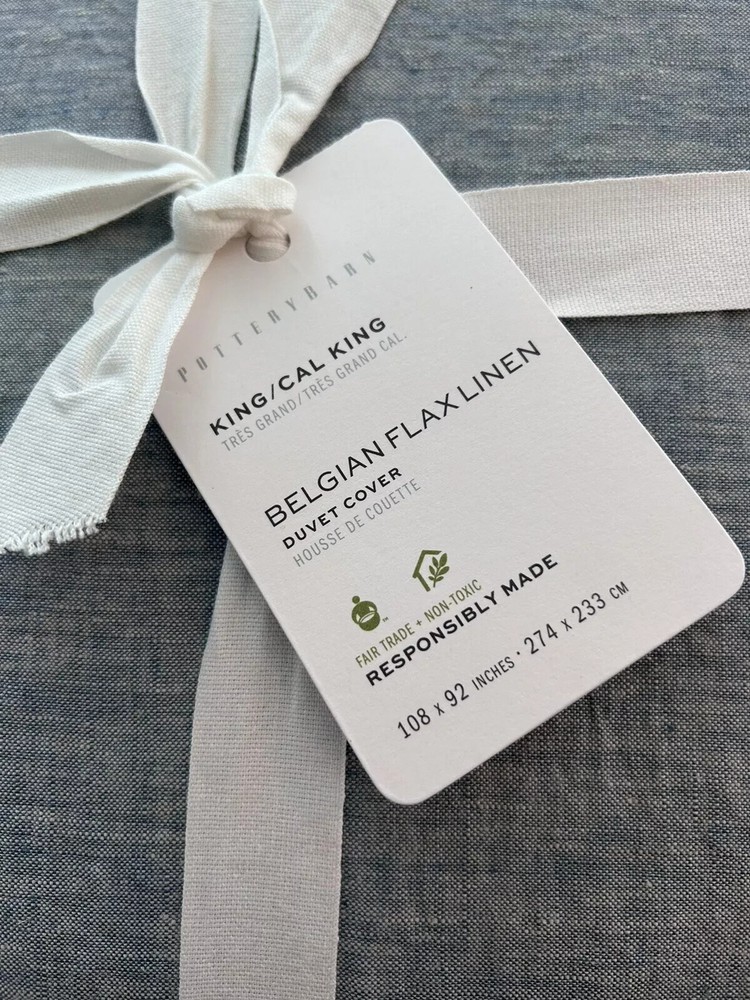 POTTERYBARN
KING/CAL KING
TRÈS GRAND/TRÈS GRAND CAL.
BELGIAN FLAX LINEN
DUVET COVER
HOUSSE DE COUETTE
FAIR TRADE + NON-TOXIC
RESPONSIBLY MADE
108 x 92 INCHES · 274 x 233 CM